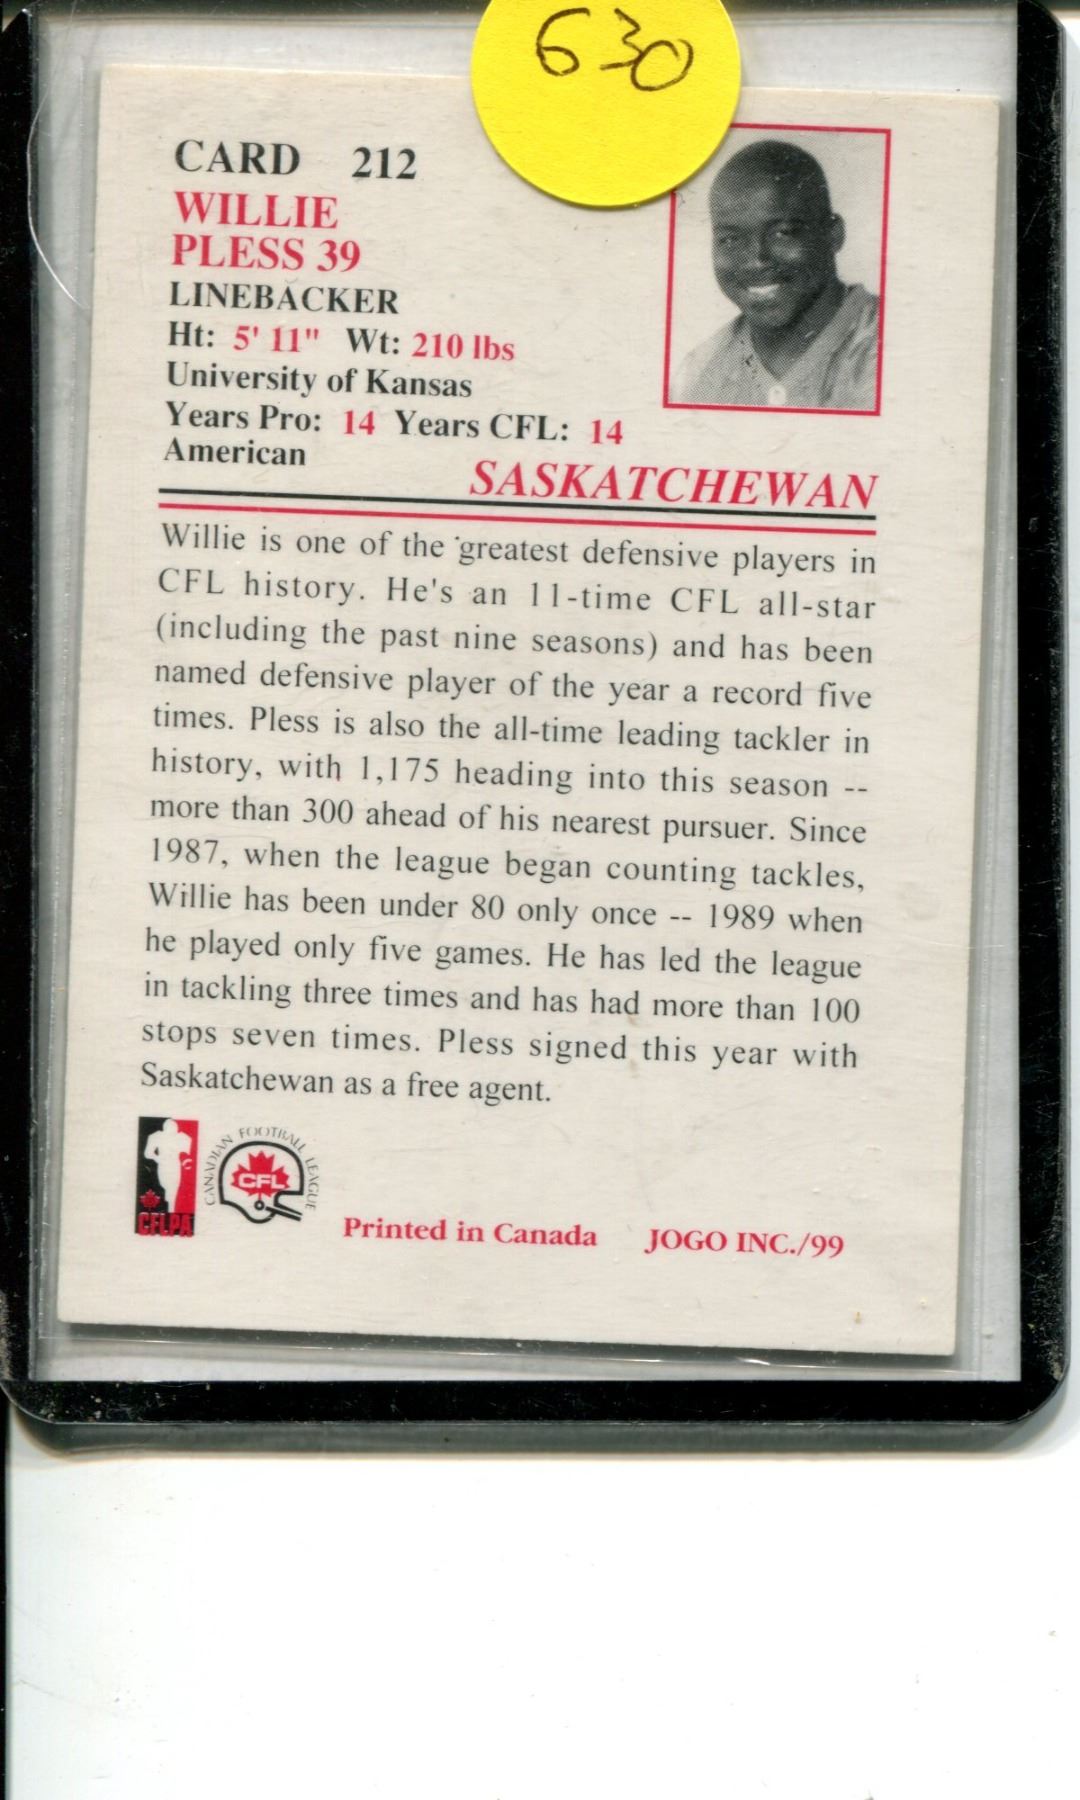 630
CARD 212
WILLIE
PLESS 39
LINEBACKER
Ht: 5' 11" Wt: 210 lbs
University of Kansas
Years Pro: 14 Years CFL: 14
American
SASKATCHEWAN
Willie is one of the greatest defensive players in
CFL history. He's an 11-time CFL all-star
(including the past nine seasons) and has been
named defensive player of the year a record five
times. Pless is also the all-time leading tackler in
history, with 1,175 heading into this season --
more than 300 ahead of his nearest pursuer. Since
1987, when the league began counting tackles,
Willie has been under 80 only once -- 1989 when
he played only five games. He has led the league
in tackling three times and has had more than 100
stops seven times. Pless signed this year with
Saskatchewan as a free agent.
CFLPA
CANADIAN FOOTBALL LEAGUE
CFL
Printed in Canada JOGO INC./99